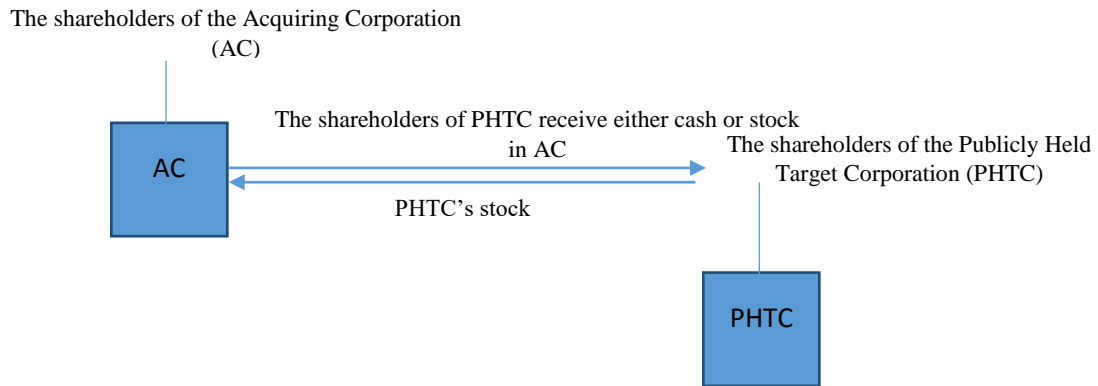 The shareholders of the Acquiring Corporation
(AC)
The shareholders of PHTC receive either cash or stock
in AC
The shareholders of the Publicly Held
Target Corporation (PHTC)
AC
PHTC’s stock
PHTC